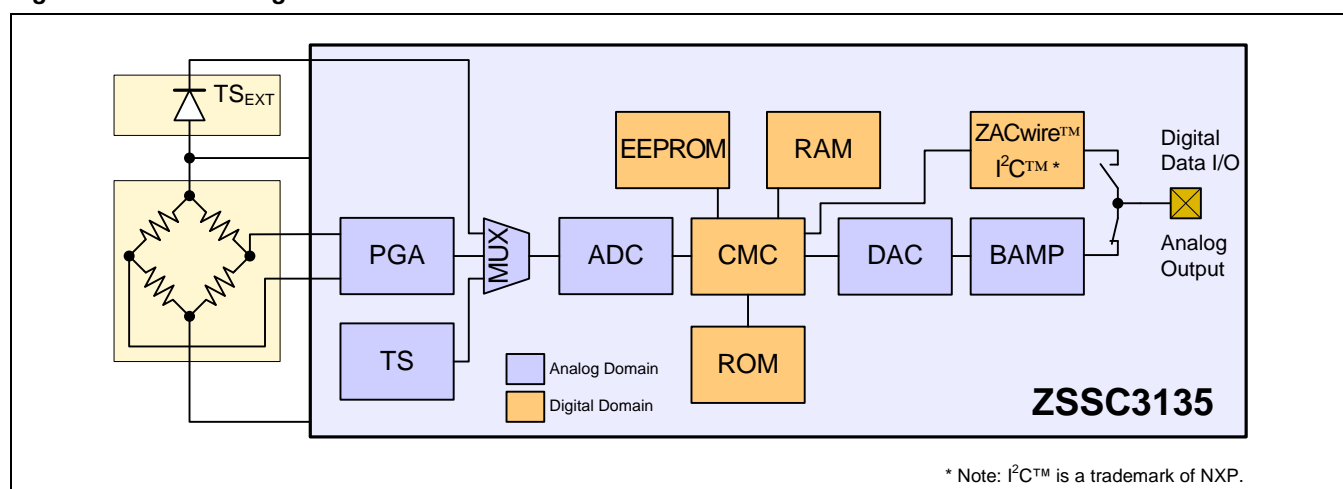 TSEXT
EEPROM
RAM
ZACwire™
I²C™ *
Digital
Data I/O
PGA
MUX
ADC
CMC
DAC
BAMP
Analog
Output
TS
Analog Domain
Digital Domain
ROM
ZSSC3135
* Note: I²C™ is a trademark of NXP.